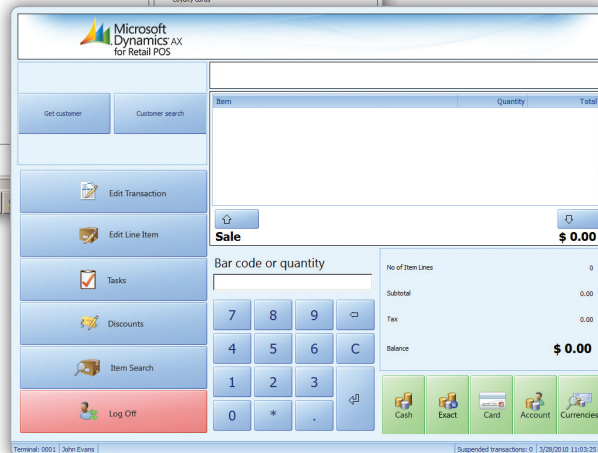 Loyalty cards
Microsoft
Dynamics AX
for Retail POS
Get customer
Customer search
Item Quantity Total
Edit Transaction
Edit Line Item
Tasks
Discounts
Item Search
Log Off
Sale $ 0.00
Bar code or quantity
7 8 9
4 5 6 C
1 2 3
0 * .
No of Item Lines 0
Subtotal 0.00
Tax 0.00
Balance $ 0.00
Cash Exact Card Account Currencies
Terminal: 0001 John Evans Suspended transactions: 0 3/28/2010 11:03:25